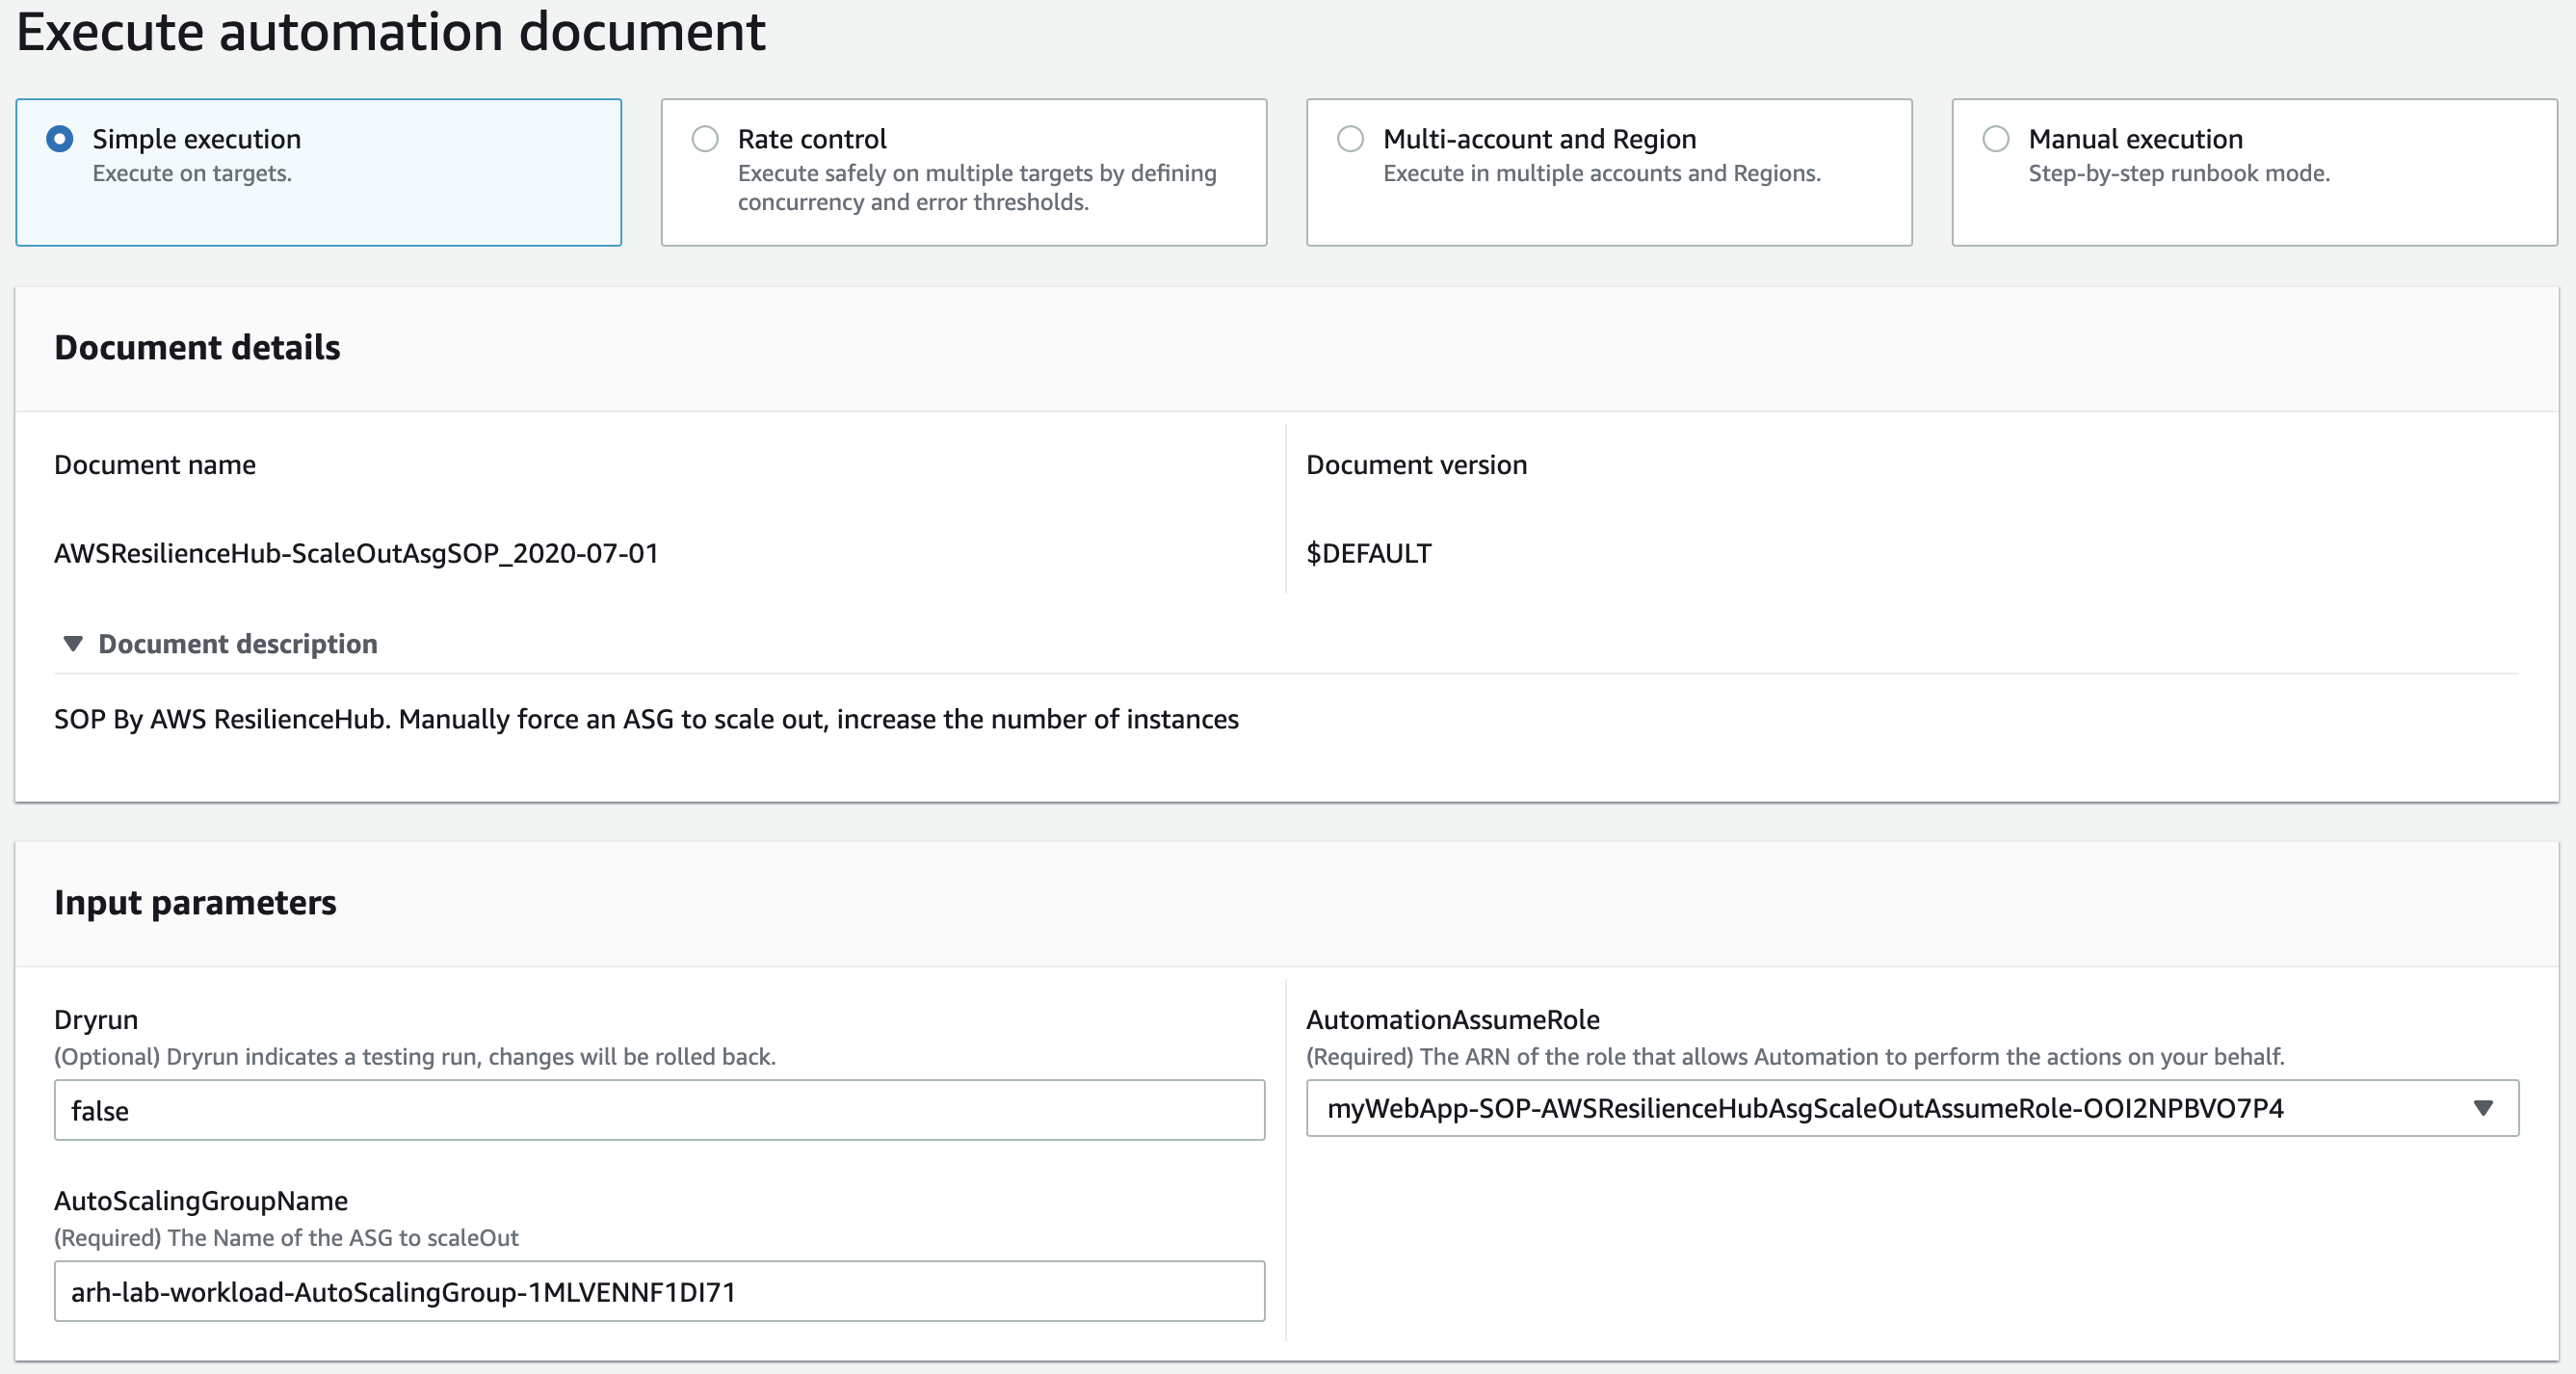 Execute automation document
Simple execution
Execute on targets.
Rate control
Execute safely on multiple targets by defining
concurrency and error thresholds.
Multi-account and Region
Execute in multiple accounts and Regions.
Manual execution
Step-by-step runbook mode.
Document details
Document name
AWSResilienceHub-ScaleOutAsgSOP_2020-07-01
Document version
$DEFAULT
Document description
SOP By AWS ResilienceHub. Manually force an ASG to scale out, increase the number of instances
Input parameters
Dryrun
(Optional) Dryrun indicates a testing run, changes will be rolled back.
false
AutomationAssumeRole
(Required) The ARN of the role that allows Automation to perform the actions on your behalf.
myWebApp-SOP-AWSResilienceHubAsgScaleOutAssumeRole-OOI2NPBVO7P4
AutoScalingGroupName
(Required) The Name of the ASG to scaleOut
arh-lab-workload-AutoScalingGroup-1MLVENNF1DI71